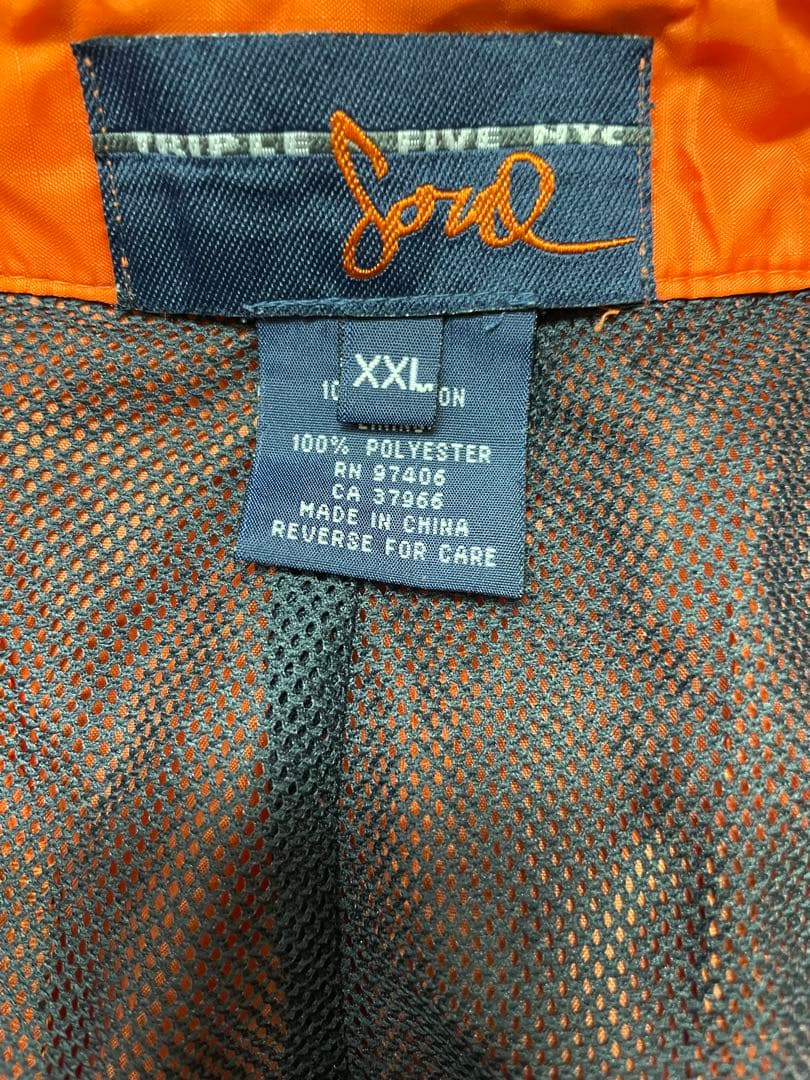 TRIPLE FIVE NYC
Soul
XXL
100% POLYESTER
RN 97406
CA 37966
MADE IN CHINA
REVERSE FOR CARE